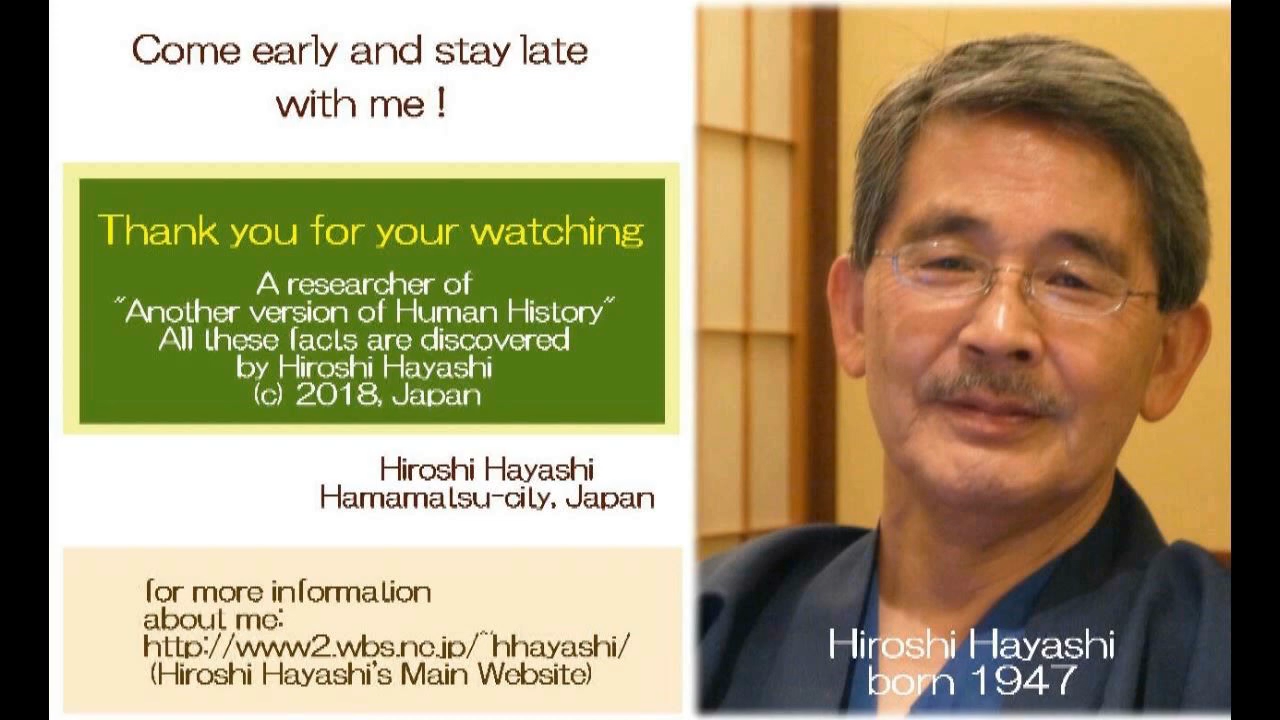 Come early and stay late
with me !
Thank you for your watching
A researcher of
"Another version of Human History"
All these facts are discovered
by Hiroshi Hayashi
(c) 2018, Japan
Hiroshi Hayashi
Hamamatsu-city, Japan
for more information
about me:
http://www2.wbs.ne.jp/~hhayashi/
(Hiroshi Hayashi's Main Website)
Hiroshi Hayashi
born 1947